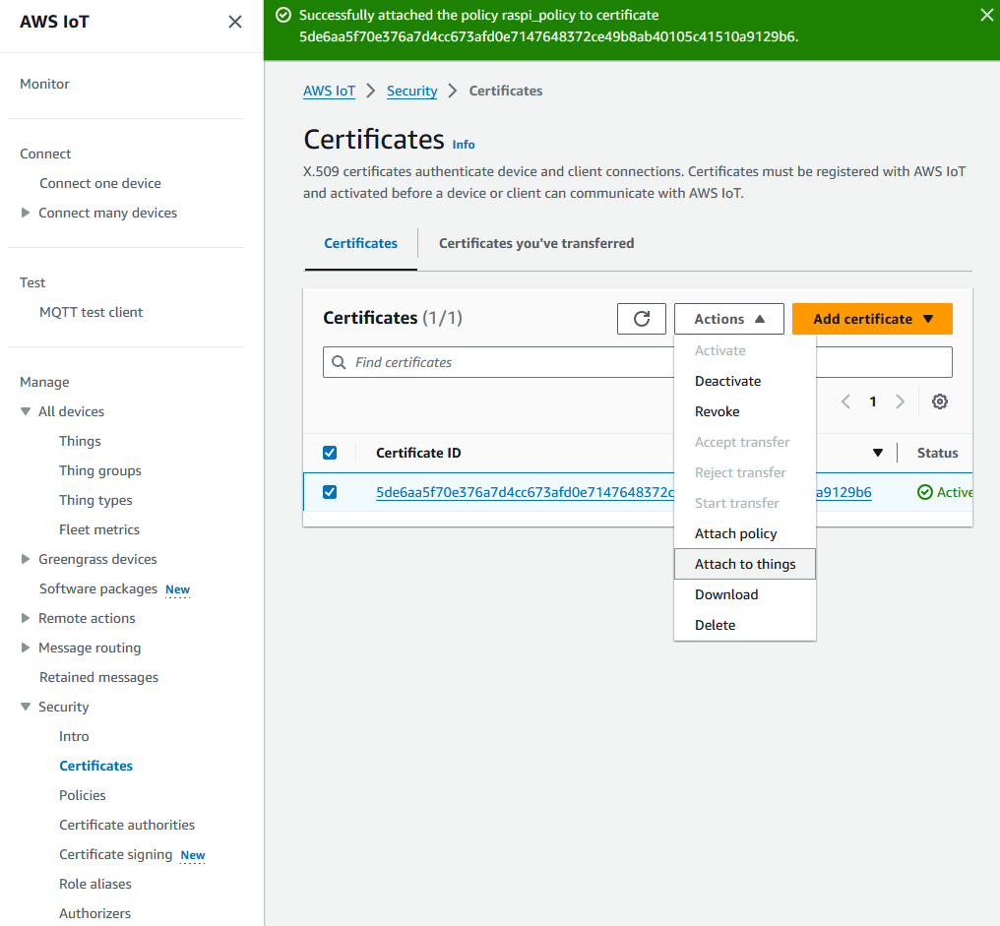 AWS IoT
Monitor
Connect
Connect one device
Connect many devices
Test
MQTT test client
Manage
All devices
Things
Thing groups
Thing types
Fleet metrics
Greengrass devices
Software packages New
Remote actions
Message routing
Retained messages
Security
Intro
Certificates
Policies
Certificate authorities
Certificate signing New
Role aliases
Authorizers
Successfully attached the policy raspi_policy to certificate
5de6aa5f70e376a7d4cc673afd0e7147648372ce49b8ab40105c41510a9129b6.
AWS IoT > Security > Certificates
Certificates Info
X.509 certificates authenticate device and client connections. Certificates must be registered with AWS IoT
and activated before a device or client can communicate with AWS IoT.
Certificates Certificates you've transferred
Certificates (1/1) Actions Add certificate
Find certificates
1
Certificate ID Status
5de6aa5f70e376a7d4cc673afd0e7147648372c a9129b6 Active
Activate
Deactivate
Revoke
Accept transfer
Reject transfer
Start transfer
Attach policy
Attach to things
Download
Delete